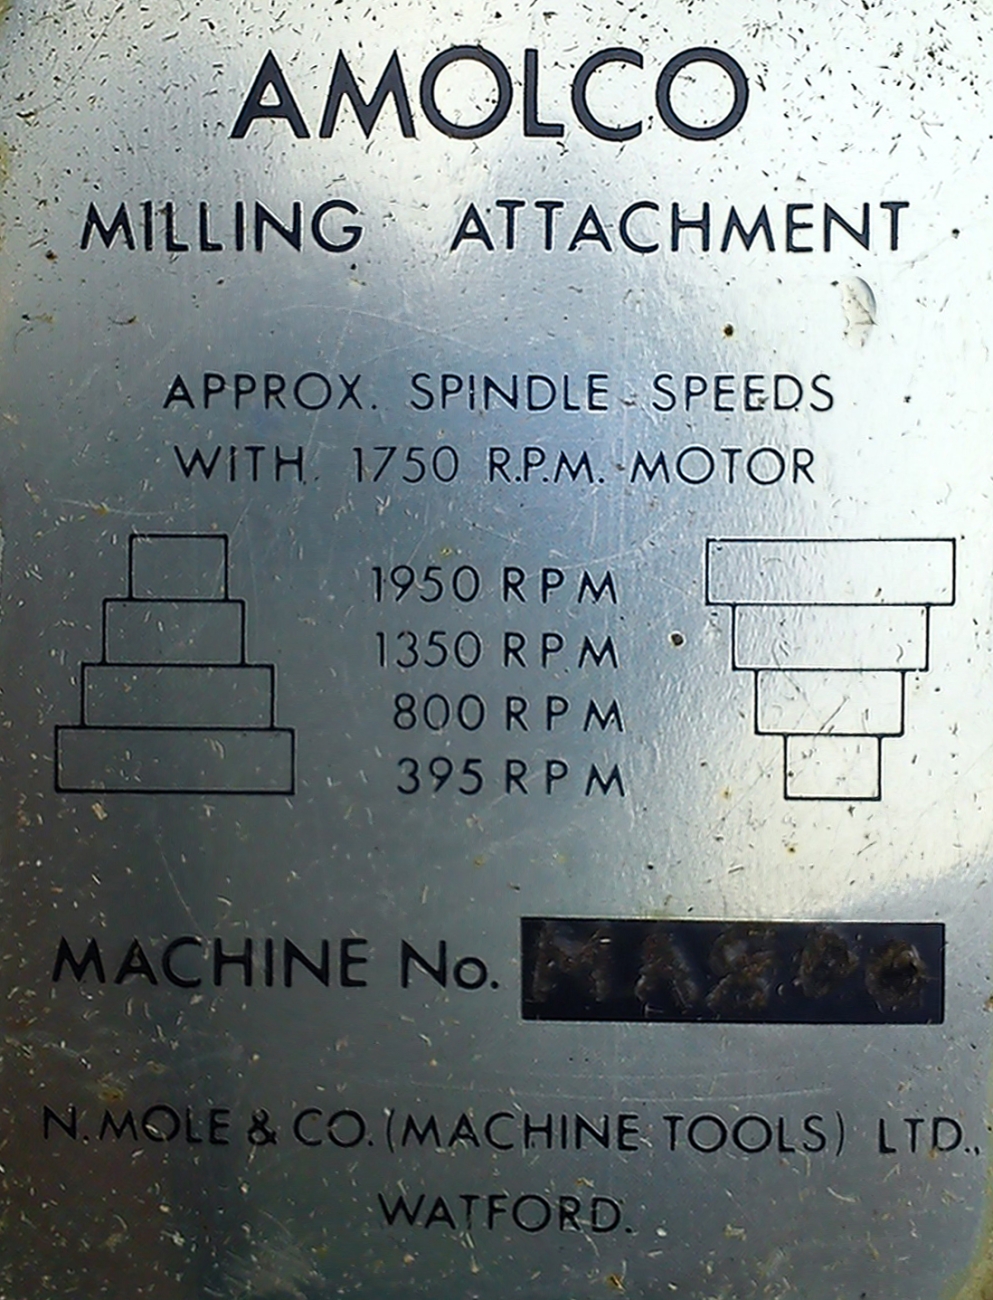 AMOLCO
MILLING ATTACHMENT
APPROX. SPINDLE SPEEDS
WITH 1750 R.P.M. MOTOR
1950 RPM
1350 RPM
800 RPM
395 RPM
MACHINE No.
N. MOLE & CO. (MACHINE TOOLS) LTD.,
WATFORD.